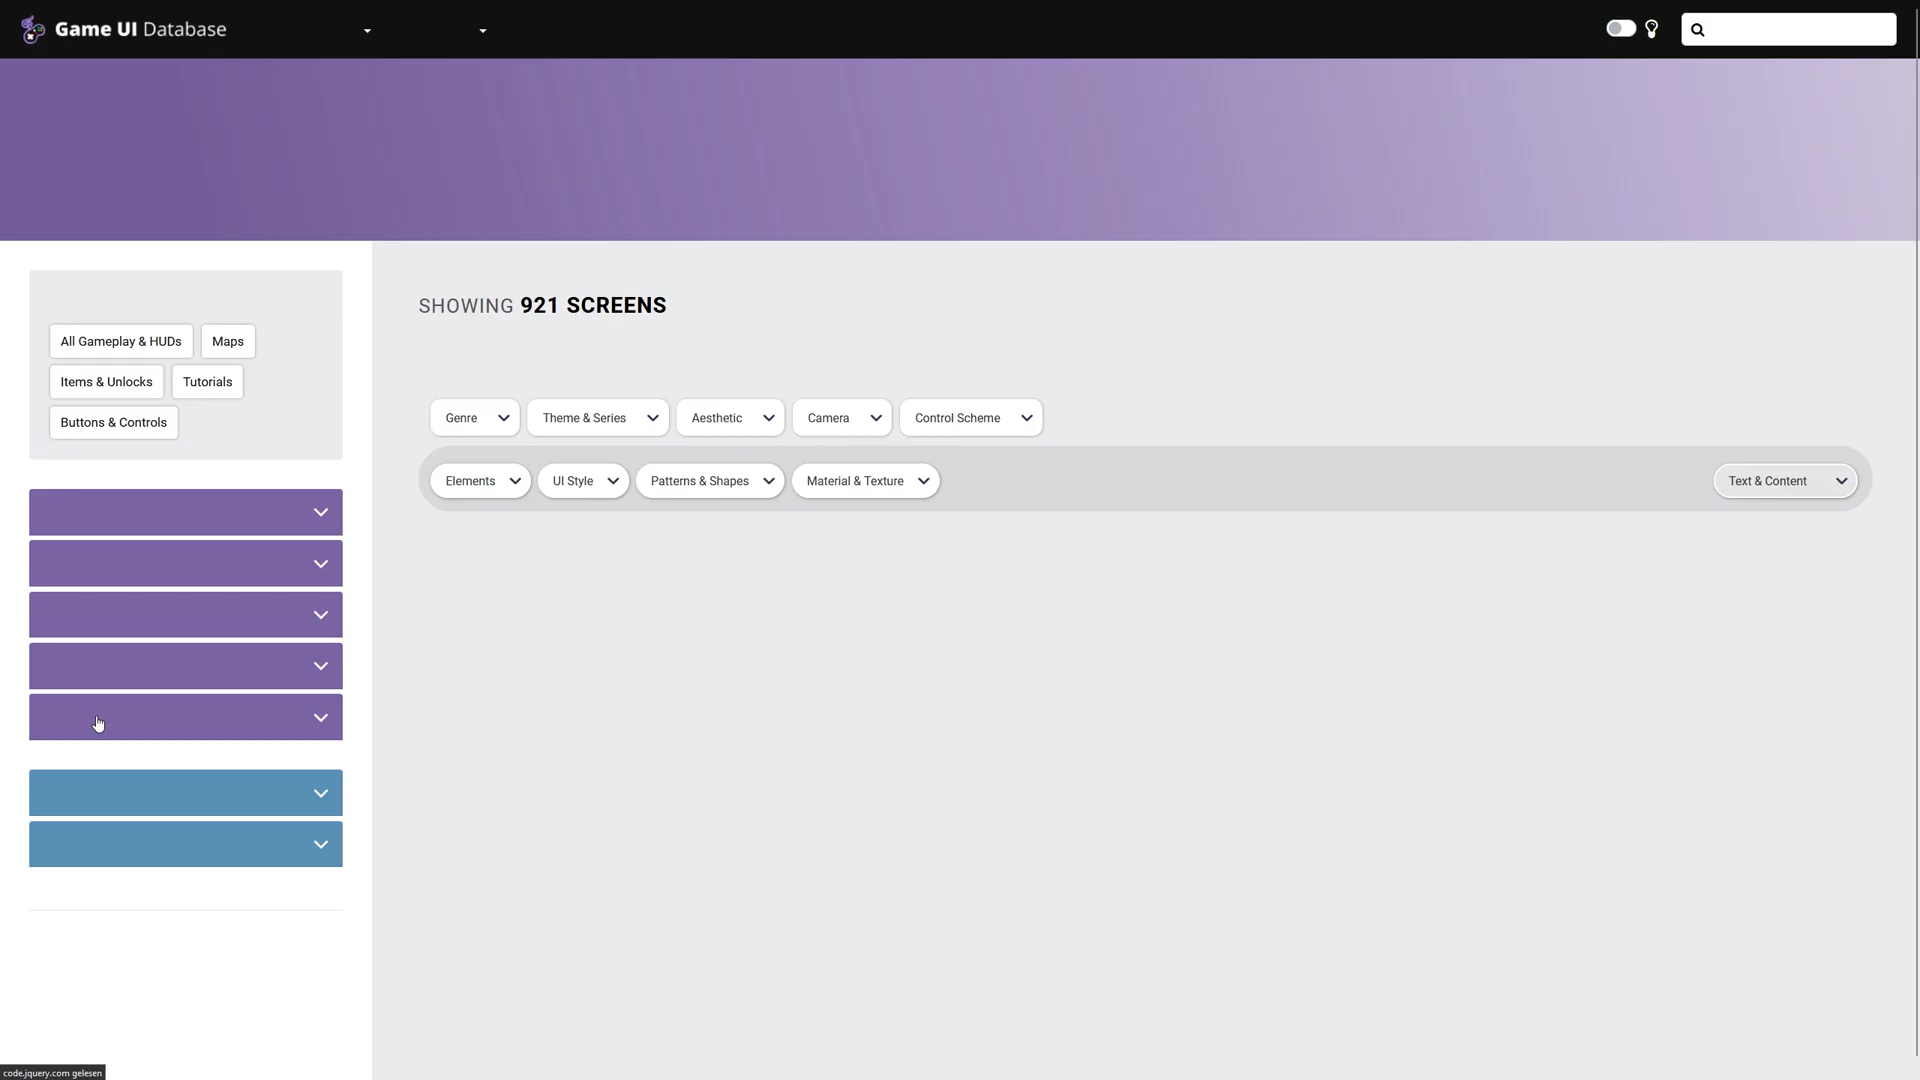 Game UI Database
SHOWING 921 SCREENS
All Gameplay & HUDs
Maps
Items & Unlocks
Tutorials
Buttons & Controls
Genre
Theme & Series
Aesthetic
Camera
Control Scheme
Elements
UI Style
Patterns & Shapes
Material & Texture
Text & Content
code.jquery.com gelesen